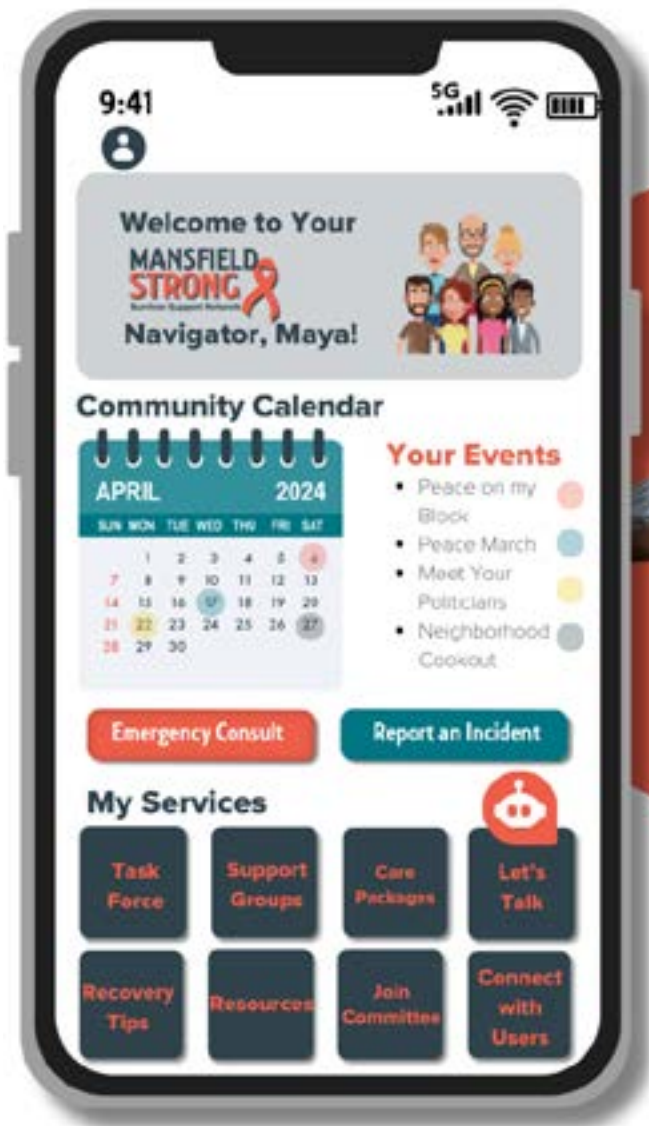 9:41
5G
Welcome to Your
MANSFIELD
STRONG
Survivor Support Network
Navigator, Maya!
Community Calendar
APRIL 2024
SUN MON TUE WED THU FRI SAT
1 2 3 4 5 6
7 8 9 10 11 12 13
14 15 16 17 18 19 20
21 22 23 24 25 26 27
28 29 30
Your Events
• Peace on my
Block
• Peace March
• Meet Your
Politicians
• Neighborhood
Cookout
Emergency Consult
Report an Incident
My Services
Task
Force
Support
Groups
Care
Packages
Let's
Talk
Recovery
Tips
Resources
Join
Committee
Connect
with
Users